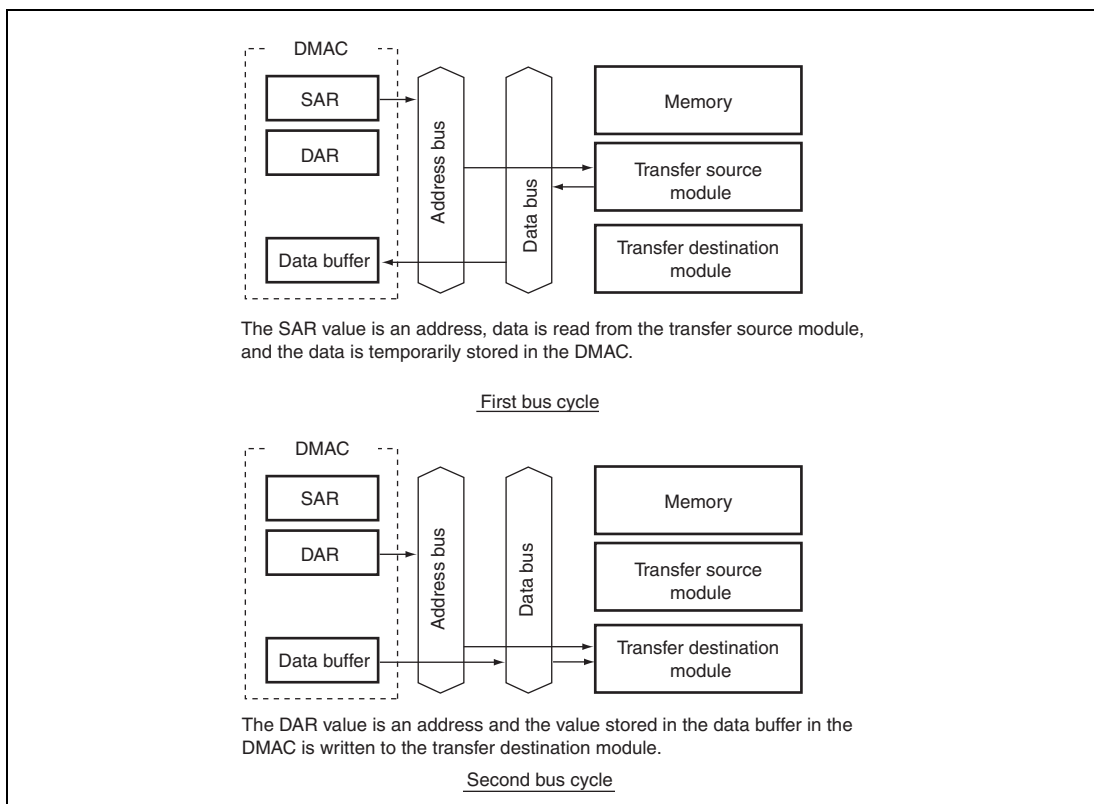 DMAC
SAR
DAR
Data buffer
Address bus
Data bus
Memory
Transfer source
module
Transfer destination
module
The SAR value is an address, data is read from the transfer source module,
and the data is temporarily stored in the DMAC.
First bus cycle
DMAC
SAR
DAR
Data buffer
Address bus
Data bus
Memory
Transfer source
module
Transfer destination
module
The DAR value is an address and the value stored in the data buffer in the
DMAC is written to the transfer destination module.
Second bus cycle